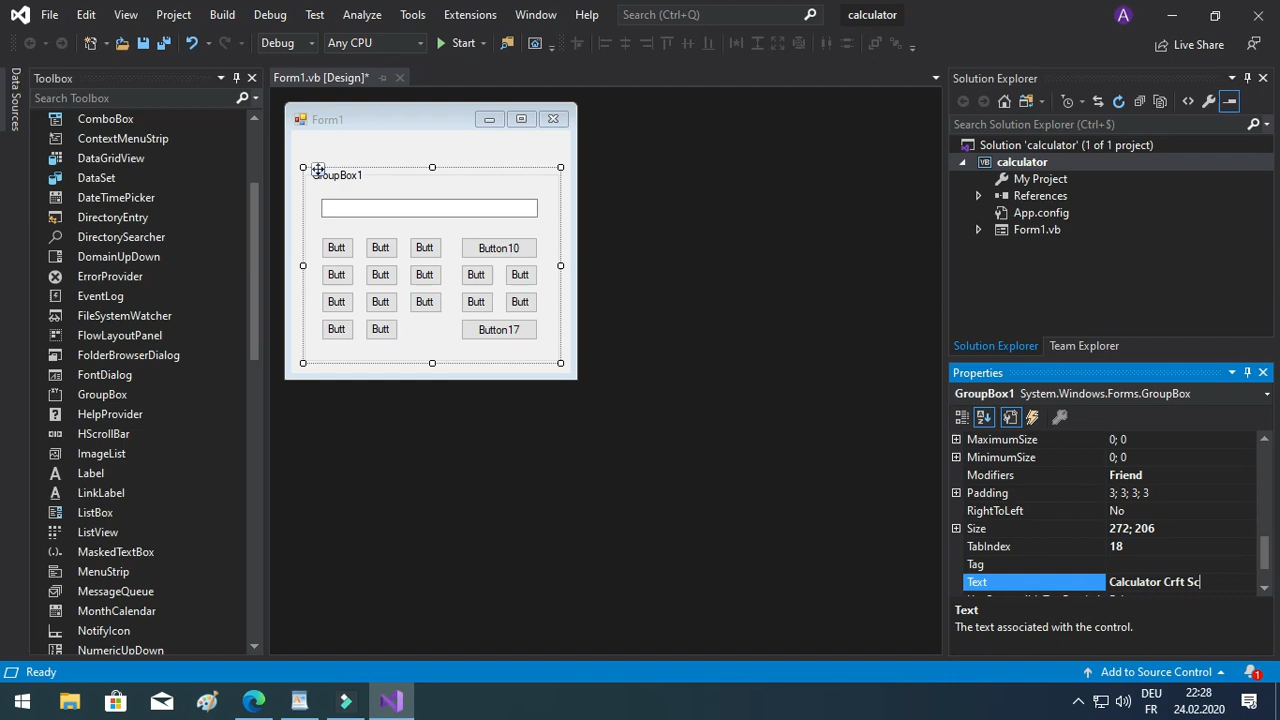 File Edit View Project Build Debug Test Analyze Tools Extensions Window Help Search (Ctrl+Q) calculator A
Debug Any CPU Start Live Share
Data Sources
Toolbox
Search Toolbox
ComboBox
ContextMenuStrip
DataGridView
DataSet
DateTimePicker
DirectoryEntry
DirectorySearcher
DomainUpDown
ErrorProvider
EventLog
FileSystemWatcher
FlowLayoutPanel
FolderBrowserDialog
FontDialog
GroupBox
HelpProvider
HScrollBar
ImageList
Label
LinkLabel
ListBox
ListView
MaskedTextBox
MenuStrip
MessageQueue
MonthCalendar
NotifyIcon
NumericUpDown
Form1.vb [Design]*
Form1
GroupBox1
Butt Butt Butt Button10
Butt Butt Butt Butt Butt
Butt Butt Butt Butt Butt
Butt Butt Button17
Solution Explorer
Search Solution Explorer (Ctrl+$)
Solution 'calculator' (1 of 1 project)
VB calculator
My Project
References
App.config
Form1.vb
Solution Explorer Team Explorer
Properties
GroupBox1 System.Windows.Forms.GroupBox
MaximumSize 0; 0
MinimumSize 0; 0
Modifiers Friend
Padding 3; 3; 3; 3
RightToLeft No
Size 272; 206
TabIndex 18
Tag
Text Calculator Crft Sc
Text
The text associated with the control.
Ready Add to Source Control 1
DEU 22:28
FR 24.02.2020